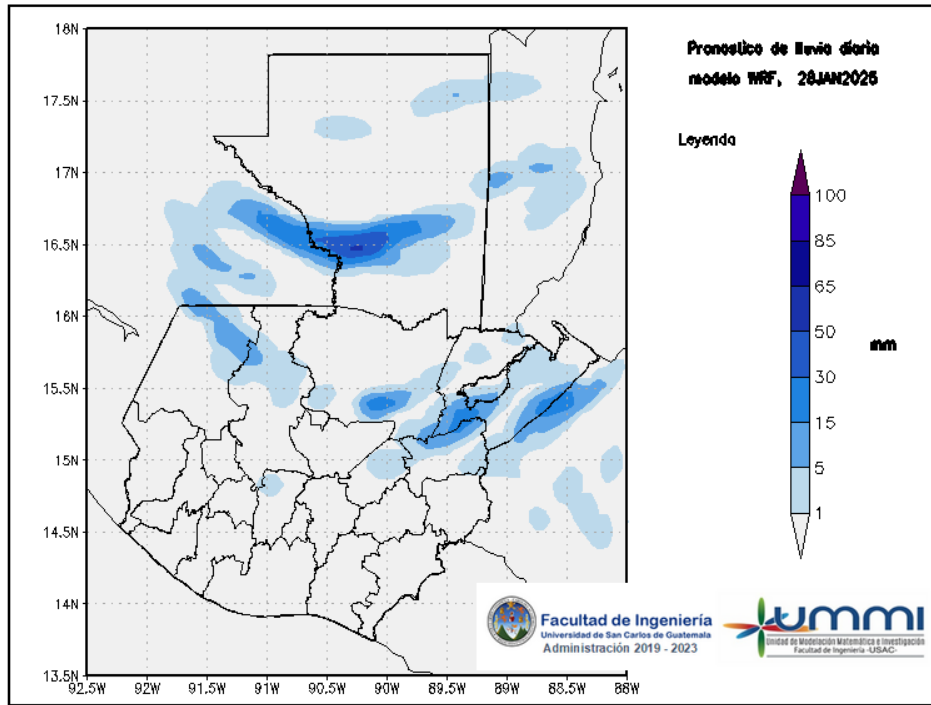 Pronostico de lluvia diaria
modelo WRF, 28JAN2025
Leyenda
100
85
65
50
30
15
5
1
mm
18N
17.5N
17N
16.5N
16N
15.5N
15N
14.5N
14N
13.5N
92.5W
92W
91.5W
91W
90.5W
90W
89.5W
89W
88.5W
88W
Facultad de Ingeniería
Universidad de San Carlos de Guatemala
Administración 2019 - 2023
ummi
Unidad de Modelación Matemática e Investigación
Facultad de Ingeniería -USAC-